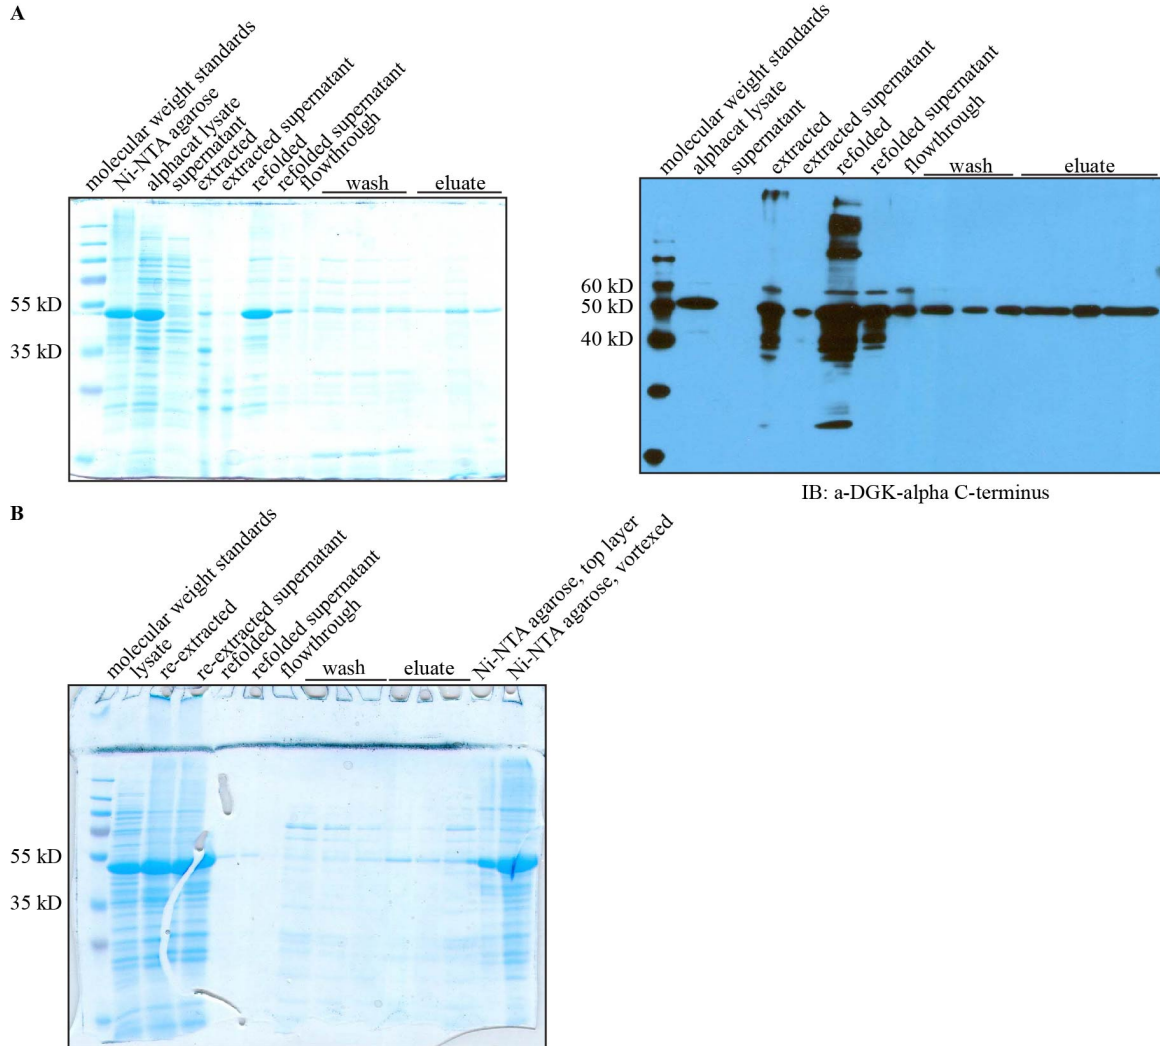 A
molecular weight standards
Ni-NTA agarose
alphacat lysate
supernatant
extracted
extracted supernatant
refolded
refolded supernatant
flowthrough
wash
eluate
55 kD
35 kD
molecular weight standards
alphacat lysate
supernatant
extracted
extracted supernatant
refolded
refolded supernatant
flowthrough
wash
eluate
60 kD
50 kD
40 kD
IB: a-DGK-alpha C-terminus
B
molecular weight standards
lysate
re-extracted
re-extracted supernatant
refolded
refolded supernatant
flowthrough
wash
eluate
Ni-NTA agarose, top layer
Ni-NTA agarose, vortexed
55 kD
35 kD